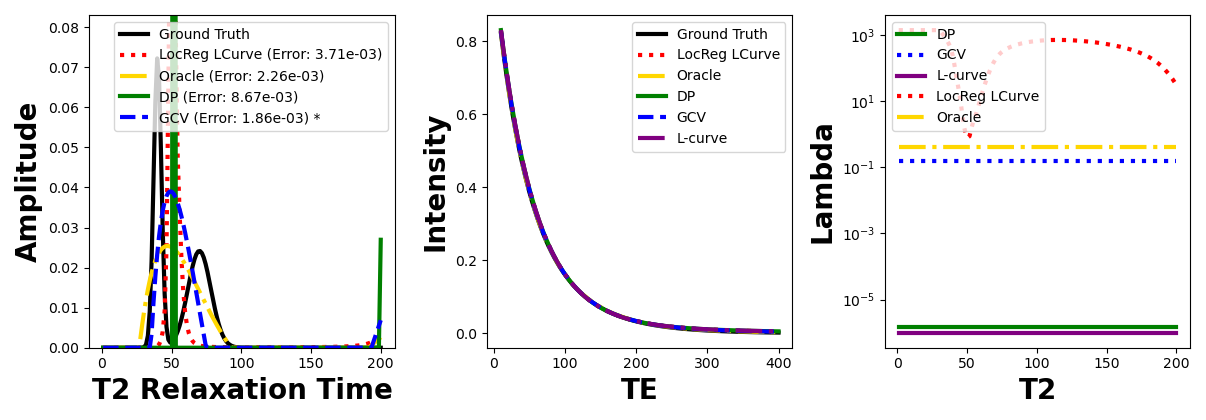 Amplitude
0.08
0.07
0.06
0.05
0.04
0.03
0.02
0.01
0.00
Ground Truth
LocReg LCurve (Error: 3.71e-03)
Oracle (Error: 2.26e-03)
DP (Error: 8.67e-03)
GCV (Error: 1.86e-03) *
0 50 100 150 200
T2 Relaxation Time
Intensity
0.8
0.6
0.4
0.2
0.0
Ground Truth
LocReg LCurve
Oracle
DP
GCV
L-curve
0 100 200 300 400
TE
Lambda
10³
10¹
10⁻¹
10⁻³
10⁻⁵
DP
GCV
L-curve
LocReg LCurve
Oracle
0 50 100 150 200
T2